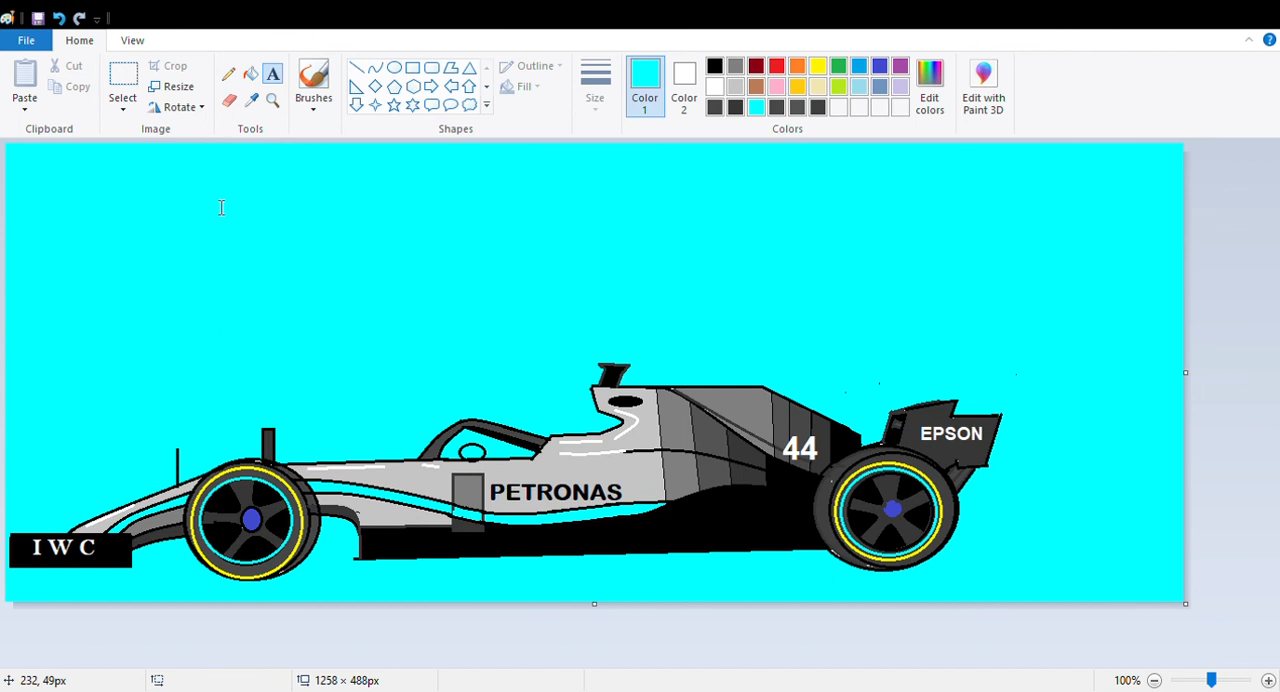 File Home View
Paste
Cut
Copy
Clipboard
Select
Crop
Resize
Rotate
Image
A
Tools
Brushes
Outline
Fill
Shapes
Size
Color 1
Color 2
Edit colors
Colors
Edit with Paint 3D
?
44
EPSON
PETRONAS
I W C
232, 49px
1258 × 488px
100%